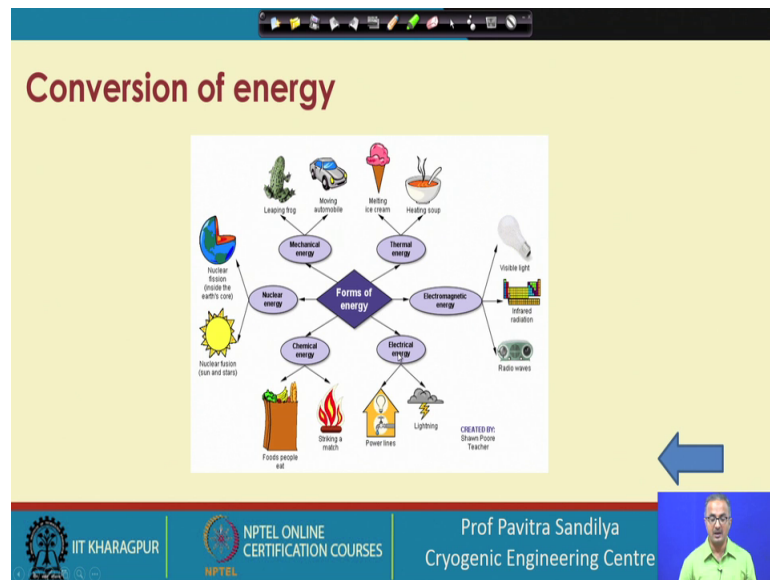 Conversion of energy
Leaping frog
Moving
automobile
Melting
ice cream
Heating soup
Mechanical
energy
Thermal
energy
Nuclear
fission
(inside the
earth's core)
Nuclear
energy
Forms of
energy
Electromagnetic
energy
Visible light
Infrared
radiation
Nuclear fusion
(sun and stars)
Chemical
energy
Electrical
energy
Radio waves
Foods people
eat
Striking a
match
Power lines
Lightning
CREATED BY:
Shawn Poore
Teacher
IIT KHARAGPUR
NPTEL
NPTEL ONLINE
CERTIFICATION COURSES
Prof Pavitra Sandilya
Cryogenic Engineering Centre